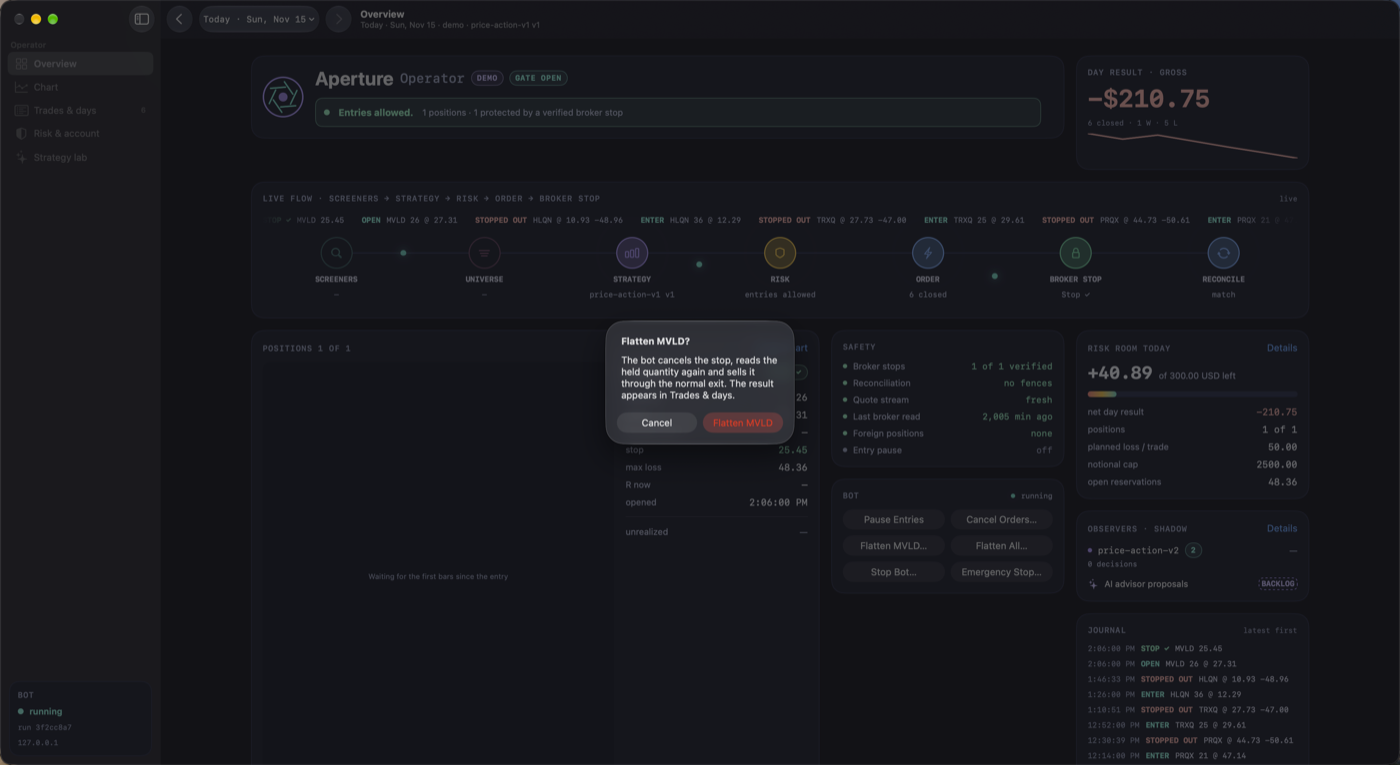 Today · Sun, Nov 15
Overview
Today · Sun, Nov 15 · demo · price-action-v1 v1
Operator
Overview
Chart
Trades & days 6
Risk & account
Strategy lab
Aperture Operator DEMO GATE OPEN
Entries allowed. 1 positions · 1 protected by a verified broker stop
DAY RESULT · GROSS
−$210.75
6 closed · 1 W · 5 L
LIVE FLOW · SCREENERS → STRATEGY → RISK → ORDER → BROKER STOP live
STOP ✓ MVLD 25.45 OPEN MVLD 26 @ 27.31 STOPPED OUT HLQN @ 10.93 −48.96 ENTER HLQN 36 @ 12.29 STOPPED OUT TRXQ @ 27.73 −47.00 ENTER TRXQ 25 @ 29.61 STOPPED OUT PRQX @ 44.73 −50.61 ENTER PRQX 21 @
SCREENERS UNIVERSE STRATEGY RISK ORDER BROKER STOP RECONCILE
— — price-action-v1 v1 entries allowed 6 closed Stop ✓ match
POSITIONS 1 OF 1
art
26
31
—
stop 25.45
max loss 48.36
R now —
opened 2:06:00 PM
unrealized —
Waiting for the first bars since the entry
Flatten MVLD?
The bot cancels the stop, reads the
held quantity again and sells it
through the normal exit. The result
appears in Trades & days.
Cancel Flatten MVLD
SAFETY
Broker stops 1 of 1 verified
Reconciliation no fences
Quote stream fresh
Last broker read 2,005 min ago
Foreign positions none
Entry pause off
BOT running
Pause Entries Cancel Orders...
Flatten MVLD... Flatten All...
Stop Bot... Emergency Stop...
RISK ROOM TODAY Details
+40.89 of 300.00 USD left
net day result −210.75
positions 1 of 1
planned loss / trade 50.00
notional cap 2500.00
open reservations 48.36
OBSERVERS · SHADOW Details
price-action-v2 2 —
0 decisions
AI advisor proposals BACKLOG
JOURNAL latest first
2:06:00 PM STOP ✓ MVLD 25.45
2:06:00 PM OPEN MVLD 26 @ 27.31
1:46:33 PM STOPPED OUT HLQN @ 10.93 −48.96
1:26:00 PM ENTER HLQN 36 @ 12.29
1:10:51 PM STOPPED OUT TRXQ @ 27.73 −47.00
12:52:00 PM ENTER TRXQ 25 @ 29.61
12:30:39 PM STOPPED OUT PRQX @ 44.73 −50.61
12:14:00 PM ENTER PRQX 21 @ 47.14
BOT
running
run 3f2cc8a7
127.0.0.1